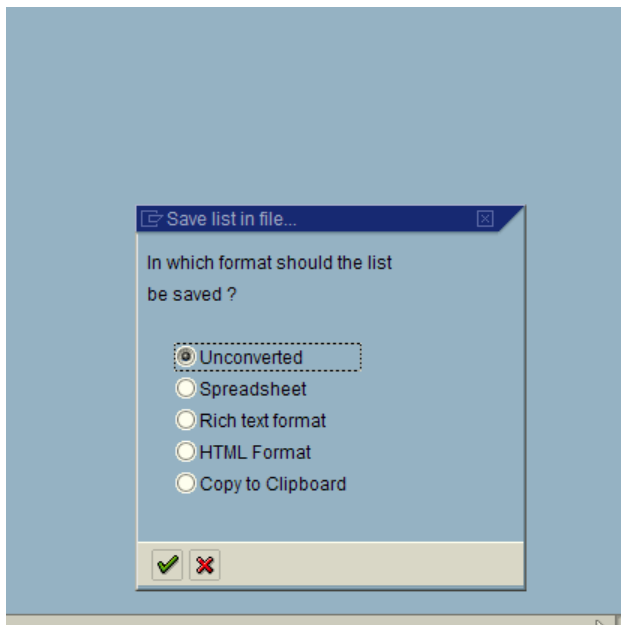 Save list in file...
In which format should the list
be saved ?
Unconverted
Spreadsheet
Rich text format
HTML Format
Copy to Clipboard